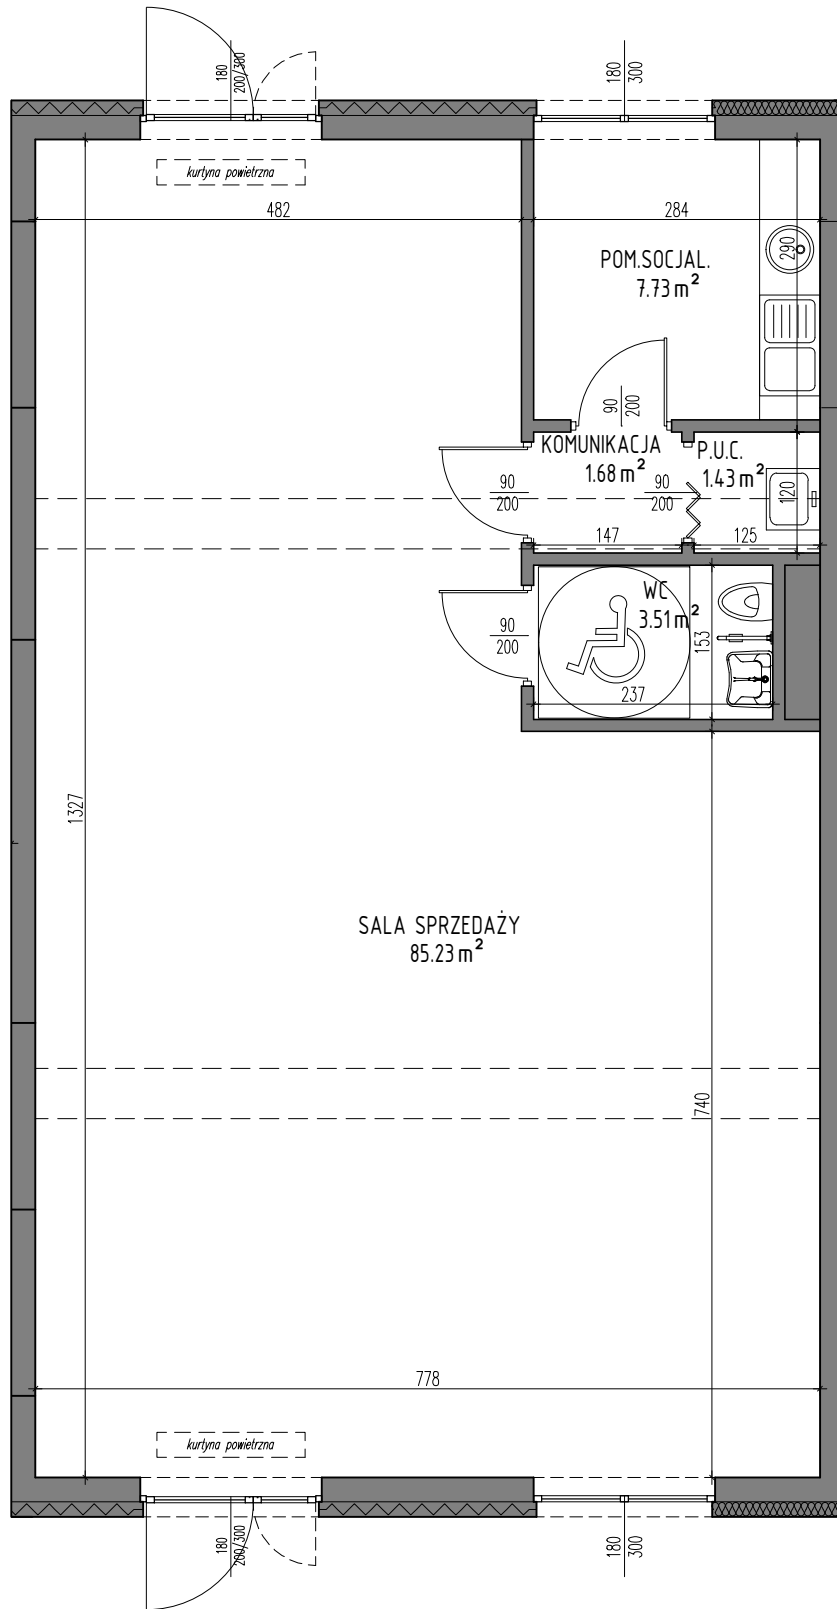 180
200/300
180
300
kurtyna powietrzna
482
284
290
POM.SOCJAL.
7.73 m²
90
200
KOMUNIKACJA
1.68 m²
P.U.C.
1.43 m²
90
200
90
200
120
147
125
WC
3.51 m²
90
200
153
237
1327
SALA SPRZEDAŻY
85.23 m²
740
778
kurtyna powietrzna
180
200/300
180
300